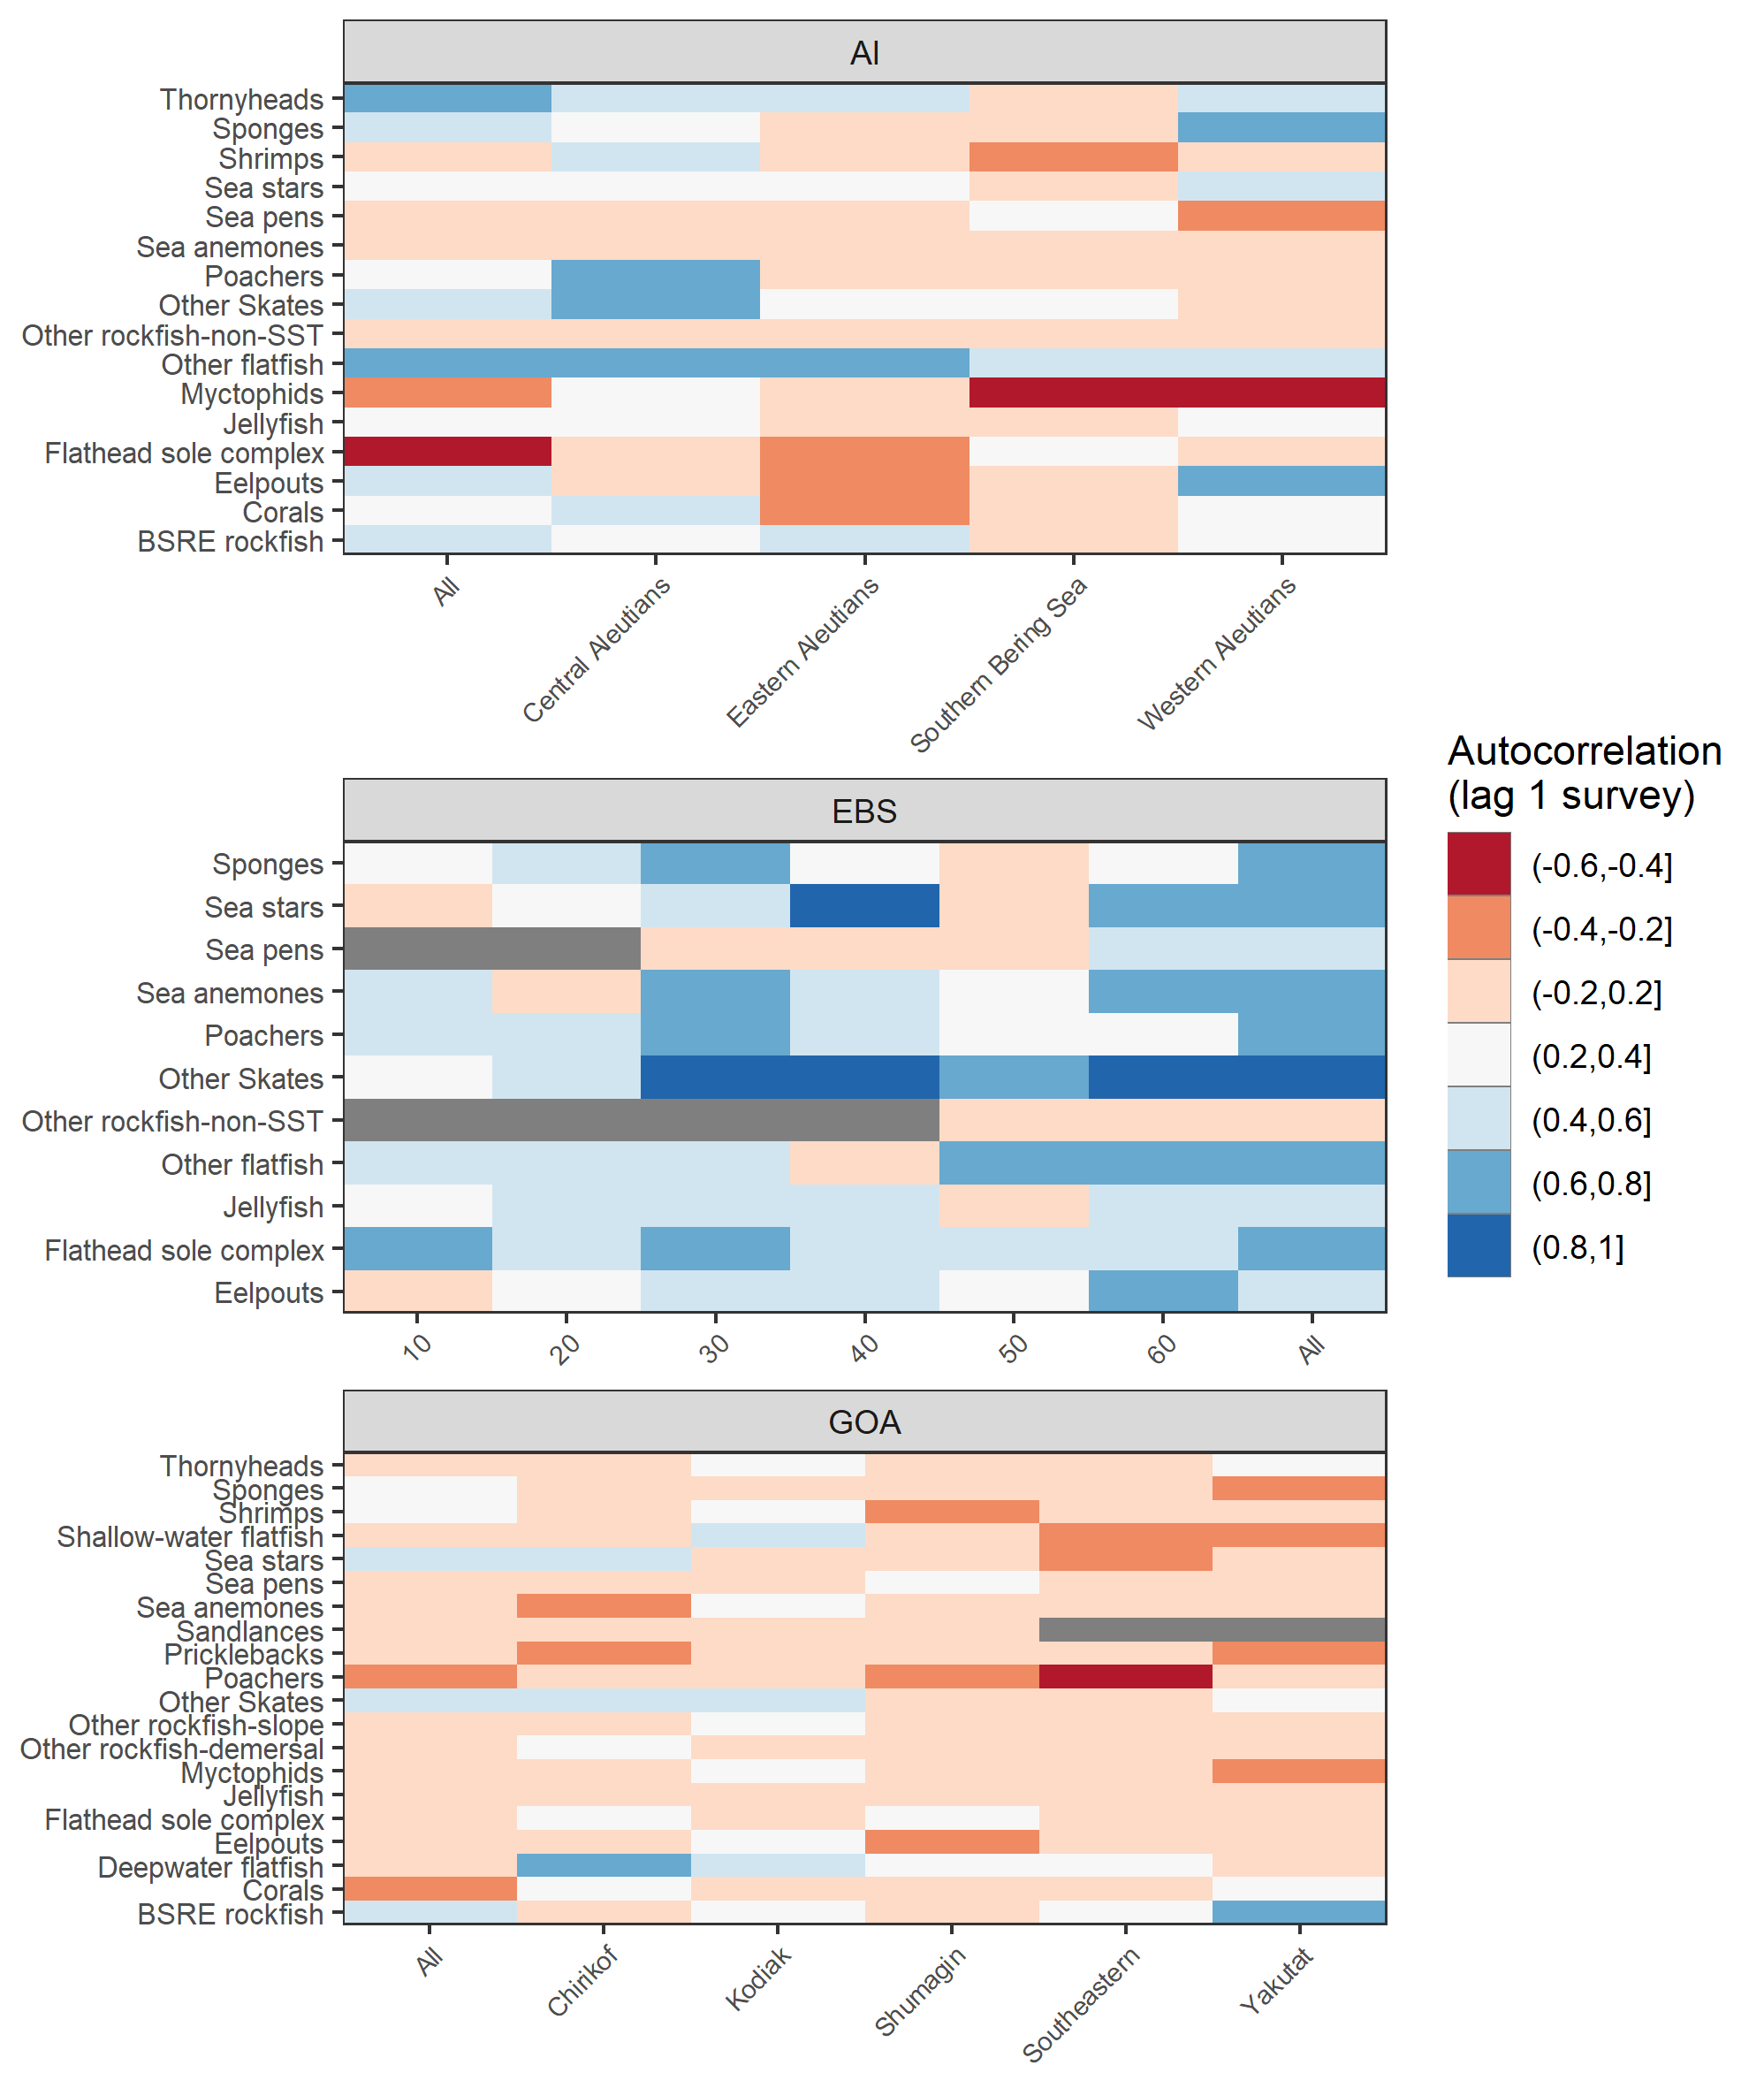 AI
Thornyheads
Sponges
Shrimps
Sea stars
Sea pens
Sea anemones
Poachers
Other Skates
Other rockfish-non-SST
Other flatfish
Myctophids
Jellyfish
Flathead sole complex
Eelpouts
Corals
BSRE rockfish
All
Central Aleutians
Eastern Aleutians
Southern Bering Sea
Western Aleutians
EBS
Sponges
Sea stars
Sea pens
Sea anemones
Poachers
Other Skates
Other rockfish-non-SST
Other flatfish
Jellyfish
Flathead sole complex
Eelpouts
10
20
30
40
50
60
All
Autocorrelation
(lag 1 survey)
(-0.6,-0.4]
(-0.4,-0.2]
(-0.2,0.2]
(0.2,0.4]
(0.4,0.6]
(0.6,0.8]
(0.8,1]
GOA
Thornyheads
Sponges
Shrimps
Shallow-water flatfish
Sea stars
Sea pens
Sea anemones
Sandlances
Pricklebacks
Poachers
Other Skates
Other rockfish-slope
Other rockfish-demersal
Myctophids
Jellyfish
Flathead sole complex
Eelpouts
Deepwater flatfish
Corals
BSRE rockfish
All
Chirikof
Kodiak
Shumagin
Southeastern
Yakutat